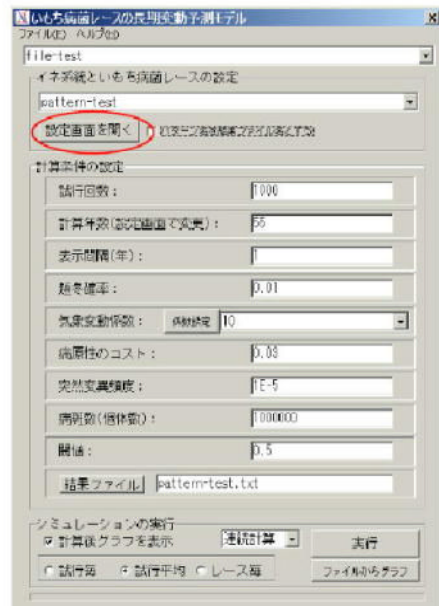 いもち病菌レースの長期変動予測モデル
ファイル(E) ヘルプ(H)
file-test
イネ系統といもち病菌レースの設定
pattern-test
設定画面を開く
計算条件の設定
試行回数: 1000
計算年数(設定画面で変更): 55
表示間隔(年): 1
越冬確率: 0.01
気象変動係数: 係数設定 10
病原性のコスト: 0.03
突然変異頻度: 1E-5
病斑数(個体数): 1000000
閾値: 0.5
結果ファイル pattern-test.txt
シミュレーションの実行
計算後グラフを表示 連続計算 実行
試行毎 試行平均 レース毎 ファイルからグラフ